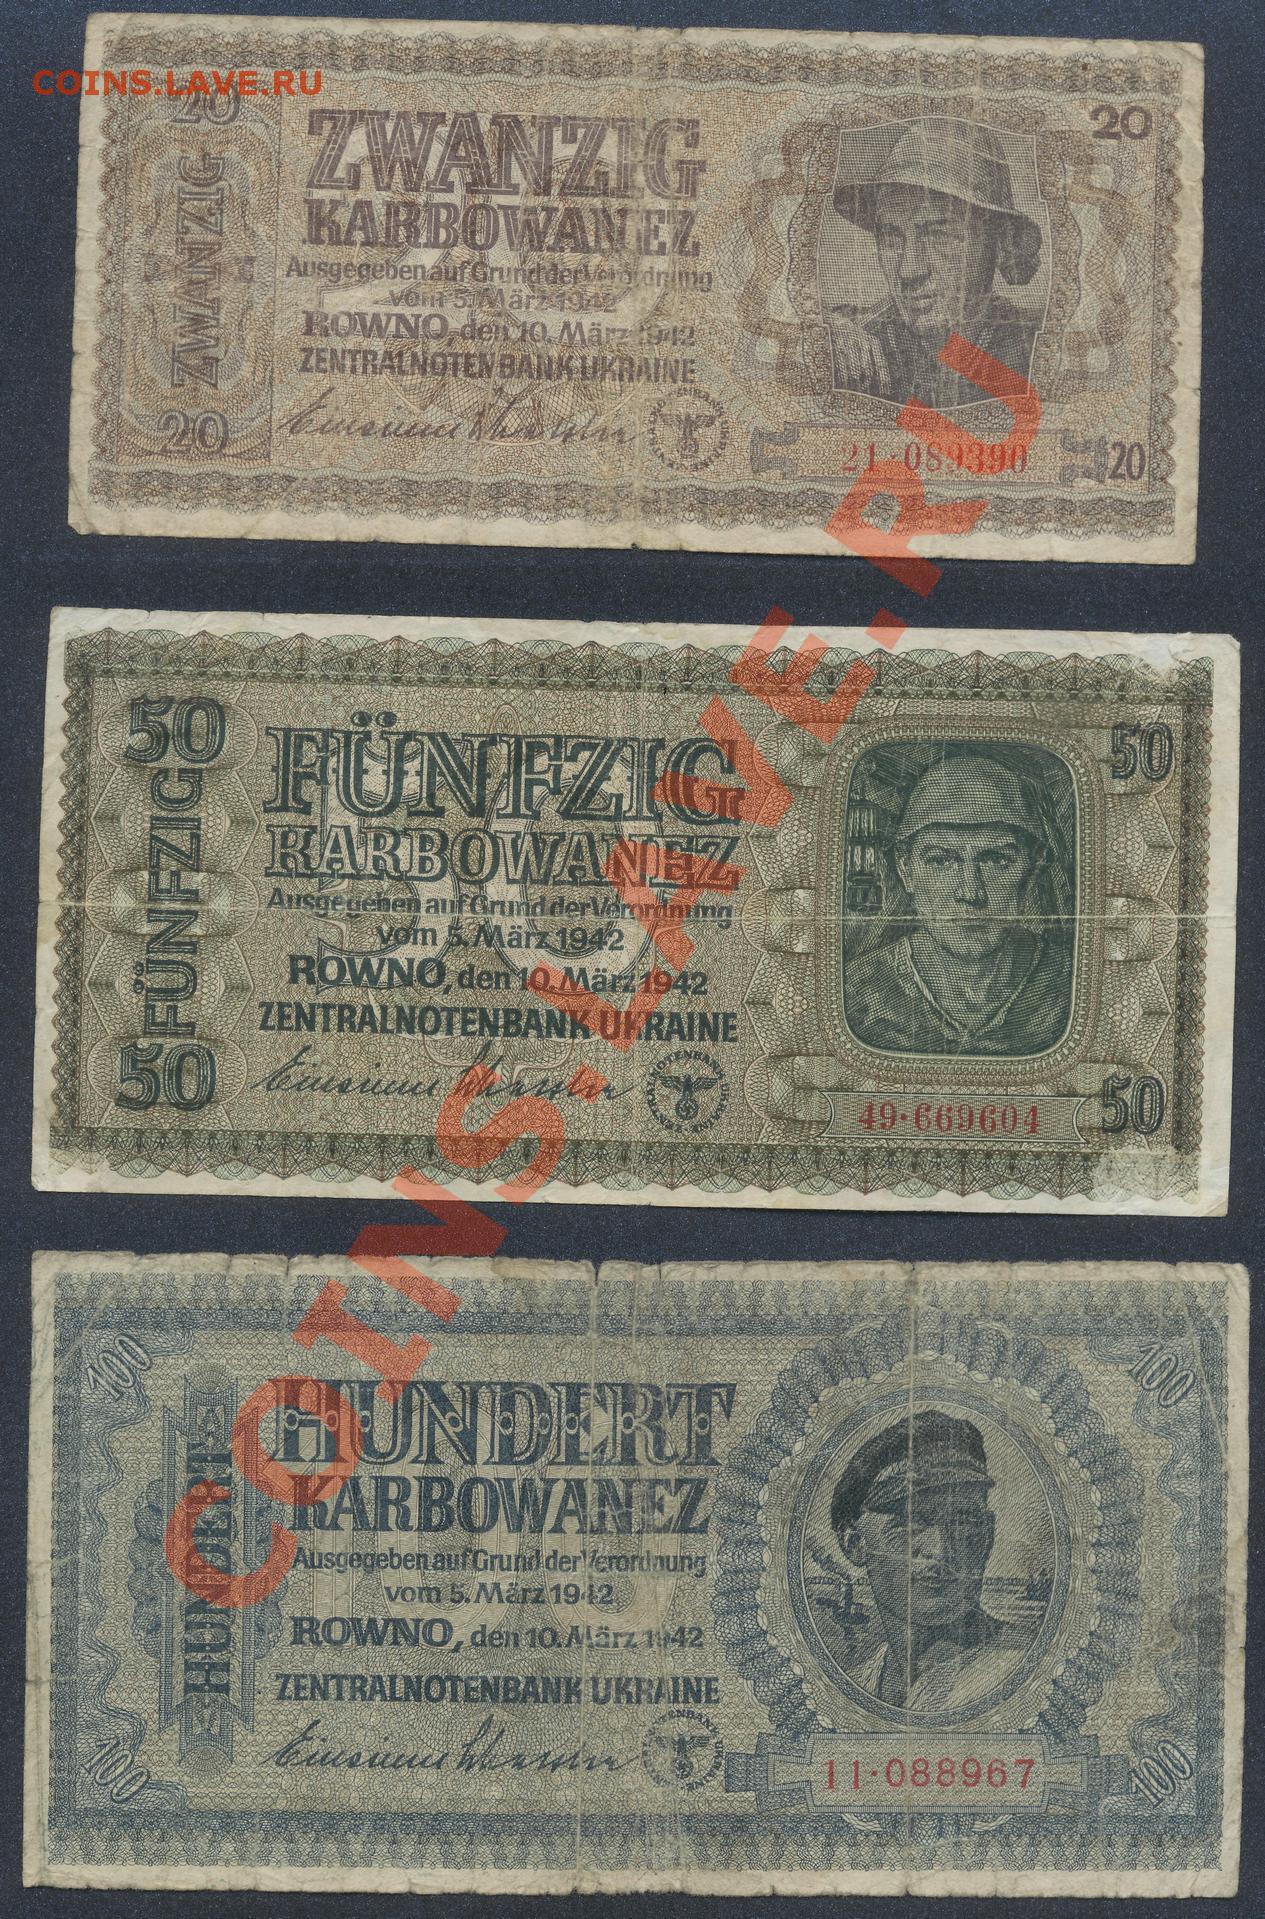 COINS.LAVE.RU
20
20
ZWANZIG
ZWANZIG
KARBOWANEZ
Ausgegeben auf Grund der Verordnung
vom 5. März 1942
ROWNO, den 10. März 1942
ZENTRALNOTENBANK UKRAINE
20
21·089390
20
50
50
FÜNFZIG
FÜNFZIG
KARBOWANEZ
Ausgegeben auf Grund der Verordnung
vom 5. März 1942
ROWNO, den 10. März 1942
ZENTRALNOTENBANK UKRAINE
ZENTRALNOTENBANK UKRAINE
50
49·669604
50
100
100
HUNDERT
HUNDERT
KARBOWANEZ
Ausgegeben auf Grund der Verordnung
vom 5. März 1942
ROWNO, den 10. März 1942
ZENTRALNOTENBANK UKRAINE
100
11·088967
100
COINS.LAVE.RU